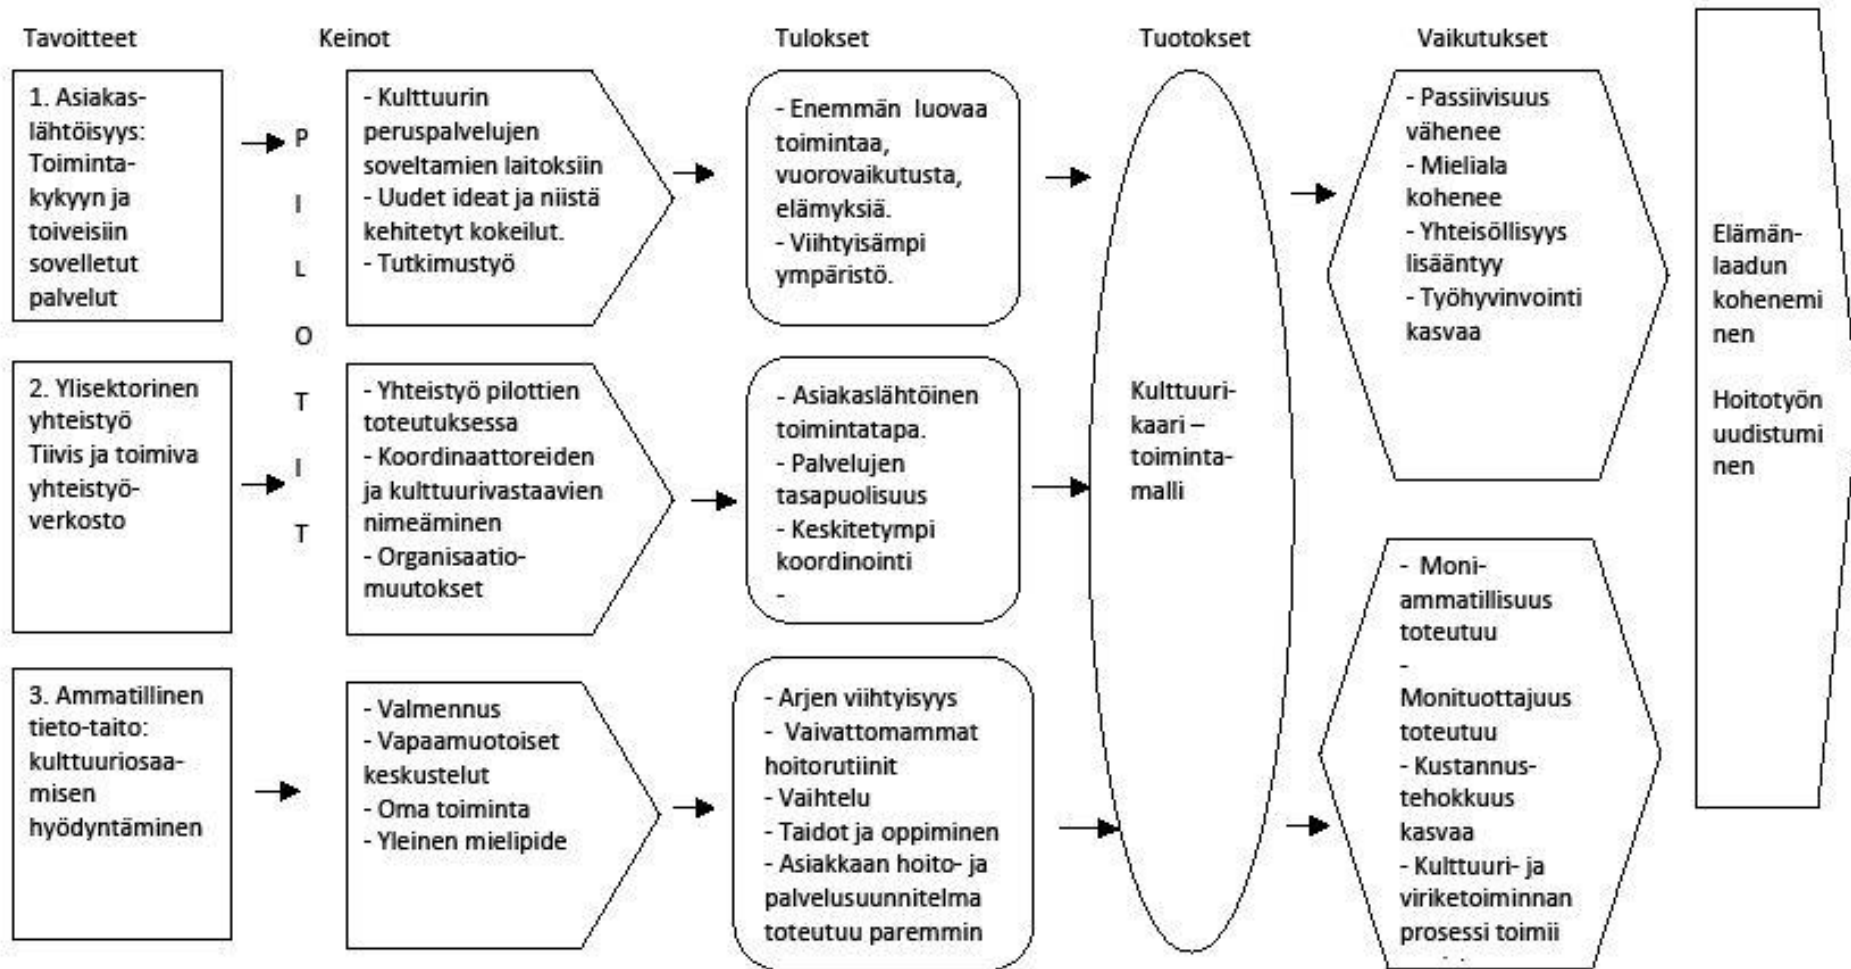 Tavoitteet
Keinot
Tulokset
Tuotokset
Vaikutukset
1. Asiakas-
lähtöisyys:
Toiminta-
kykyyn ja
toiveisiin
sovelletut
palvelut
2. Ylisektorinen
yhteistyö
Tiivis ja toimiva
yhteistyö-
verkosto
3. Ammatillinen
tieto-taito:
kulttuuriosaa-
misen
hyödyntäminen
P
I
L
O
T
I
T
- Kulttuurin
peruspalvelujen
soveltamien laitoksiin
- Uudet ideat ja niistä
kehitetyt kokeilut.
- Tutkimustyö
- Yhteistyö pilottien
toteutuksessa
- Koordinaattoreiden
ja kulttuurivastaavien
nimeäminen
- Organisaatio-
muutokset
- Valmennus
- Vapaamuotoiset
keskustelut
- Oma toiminta
- Yleinen mielipide
- Enemmän luovaa
toimintaa,
vuorovaikutusta,
elämyksiä.
- Viihtyisämpi
ympäristö.
- Asiakaslähtöinen
toimintatapa.
- Palvelujen
tasapuolisuus
- Keskitetympi
koordinointi
-
- Arjen viihtyisyys
- Vaivattomammat
hoitorutiinit
- Vaihtelu
- Taidot ja oppiminen
- Asiakkaan hoito- ja
palvelusuunnitelma
toteutuu paremmin
Kulttuuri-
kaari –
toiminta-
malli
- Passiivisuus
vähenee
- Mieliala
kohenee
- Yhteisöllisyys
lisääntyy
- Työhyvinvointi
kasvaa
- Moni-
ammatillisuus
toteutuu
-
Monituottajuus
toteutuu
- Kustannus-
tehokkuus
kasvaa
- Kulttuuri- ja
viriketoiminnan
prosessi toimii
Elämän-
laadun
kohenemi
nen
Hoitotyön
uudistumi
nen